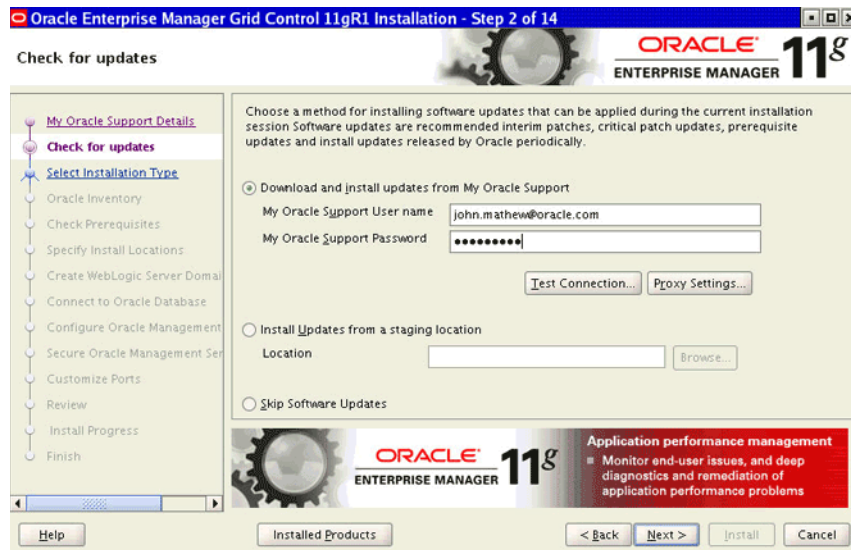 Oracle Enterprise Manager Grid Control 11gR1 Installation - Step 2 of 14
Check for updates
ORACLE
ENTERPRISE MANAGER 11g
My Oracle Support Details
Check for updates
Select Installation Type
Oracle Inventory
Check Prerequisites
Specify Install Locations
Create WebLogic Server Domai
Connect to Oracle Database
Configure Oracle Management
Secure Oracle Management Ser
Customize Ports
Review
Install Progress
Finish
Choose a method for installing software updates that can be applied during the current installation
session Software updates are recommended interim patches, critical patch updates, prerequisite
updates and install updates released by Oracle periodically.
Download and install updates from My Oracle Support
My Oracle Support User name john.mathew@oracle.com
My Oracle Support Password •••••••••
Test Connection... Proxy Settings...
Install Updates from a staging location
Location Browse...
Skip Software Updates
ORACLE
ENTERPRISE MANAGER 11g
Application performance management
Monitor end-user issues, and deep
diagnostics and remediation of
application performance problems
Help Installed Products < Back Next > Install Cancel